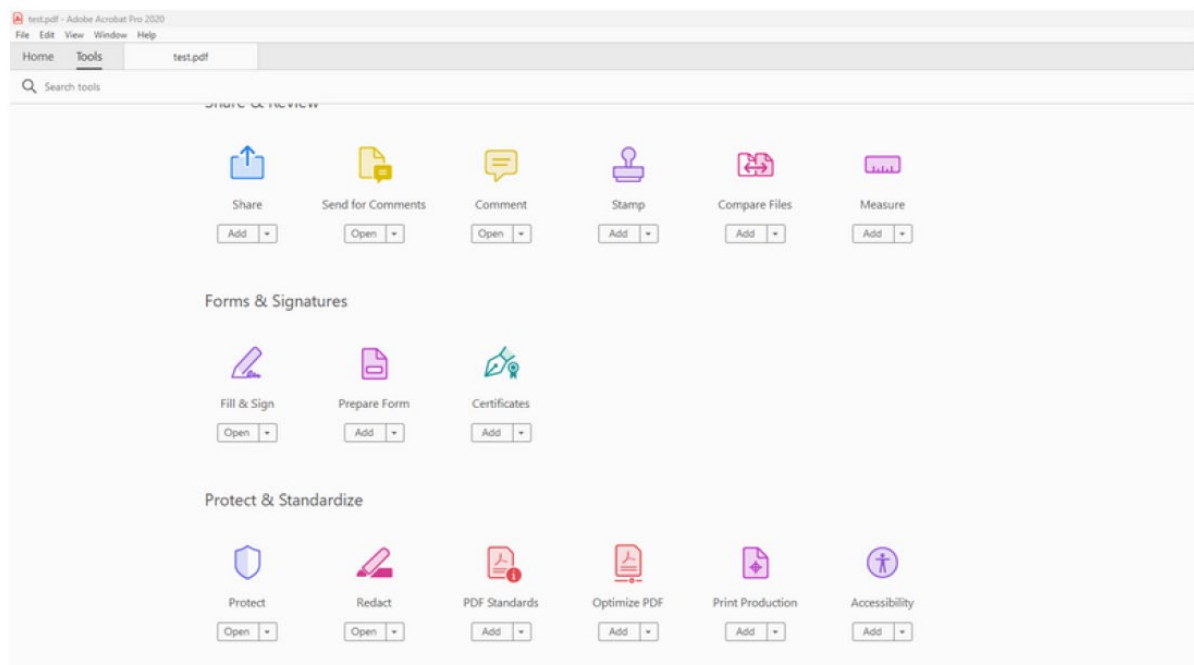 test.pdf - Adobe Acrobat Pro 2020
File Edit View Window Help
Home Tools test.pdf
Search tools
Share & Review
Share Send for Comments Comment Stamp Compare Files Measure
Add Open Open Add Add Add
Forms & Signatures
Fill & Sign Prepare Form Certificates
Open Add Add
Protect & Standardize
Protect Redact PDF Standards Optimize PDF Print Production Accessibility
Open Open Add Add Add Add